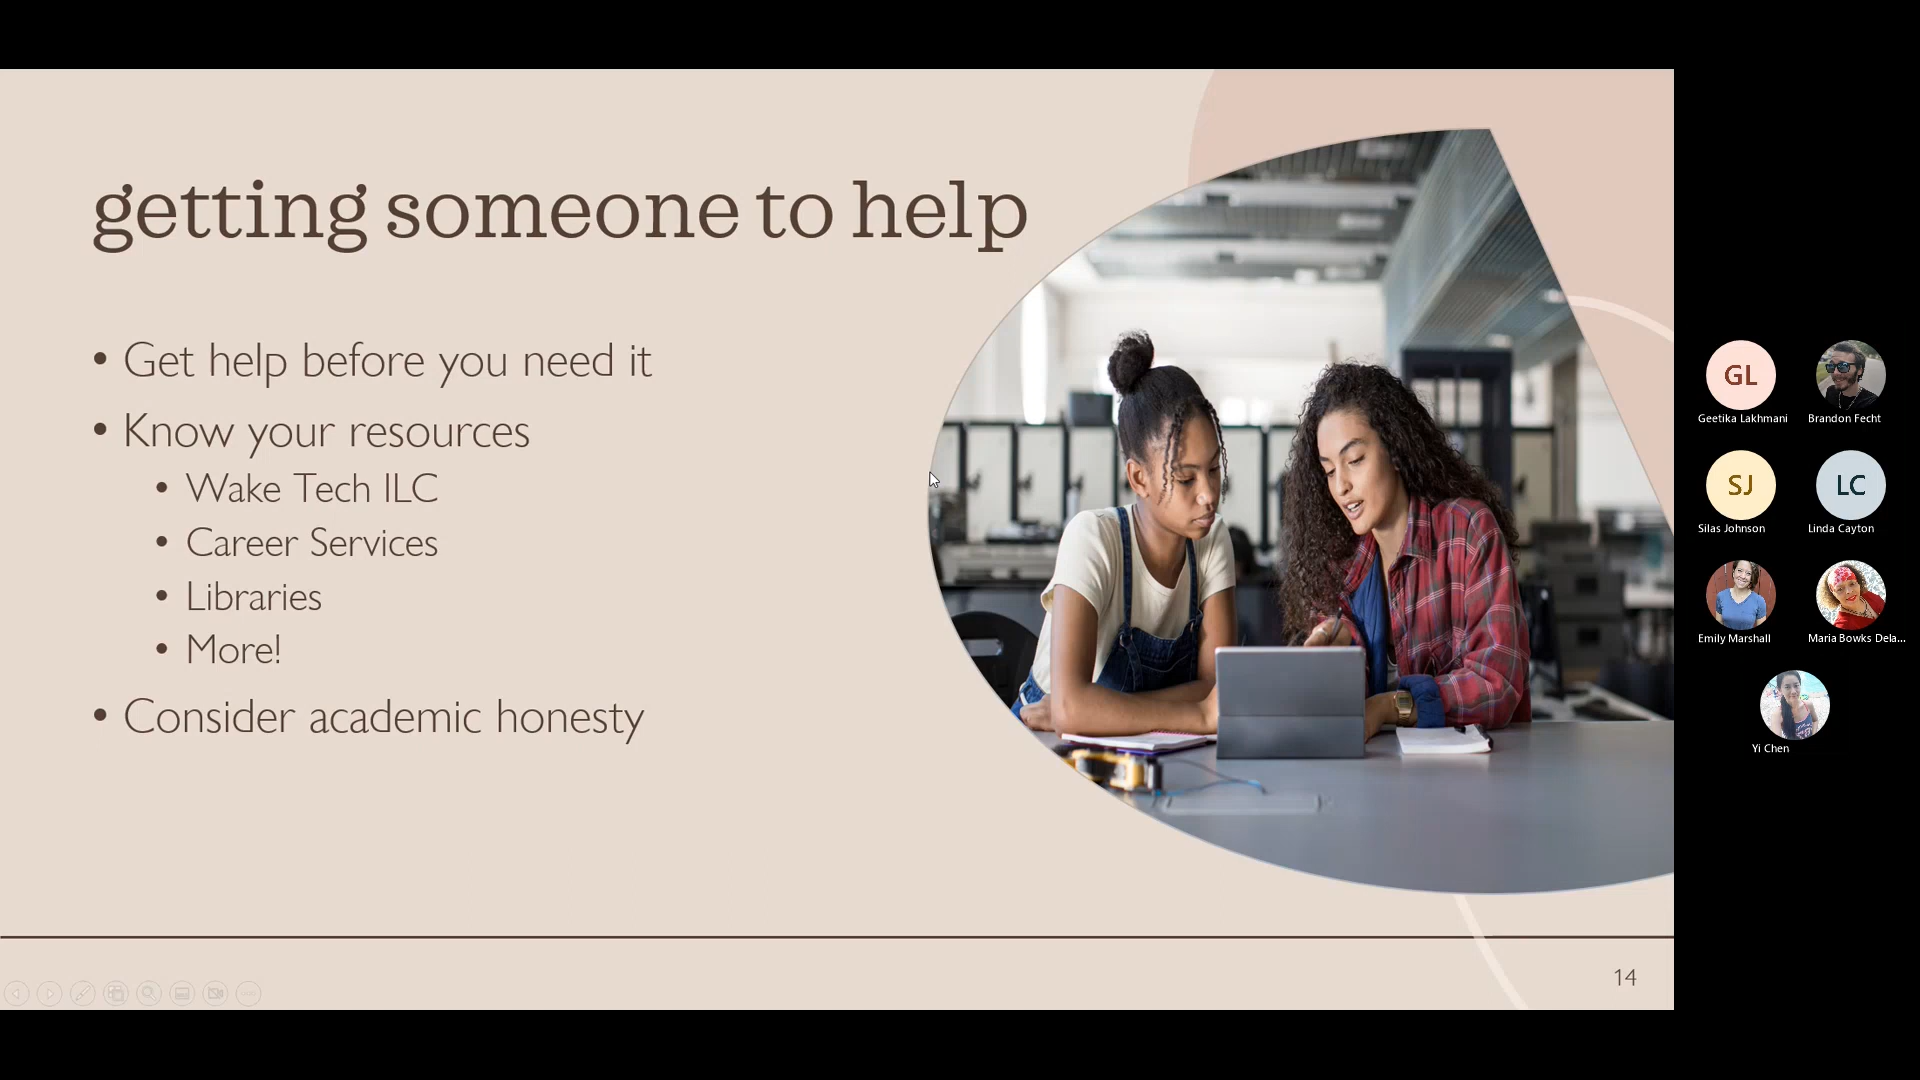 getting someone to help
• Get help before you need it
• Know your resources
• Wake Tech ILC
• Career Services
• Libraries
• More!
• Consider academic honesty
14
GL
Geetika Lakhmani
Brandon Fecht
SJ
Silas Johnson
LC
Linda Cayton
Emily Marshall
Maria Bowks Dela...
Yi Chen